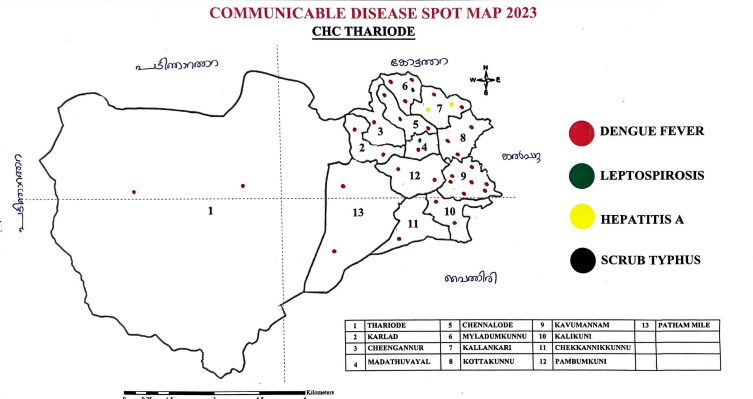 COMMUNICABLE DISEASE SPOT MAP 2023
CHC THARIODE
പടിഞ്ഞാറത്തറ
കോട്ടത്തറ
N
W E
S
6
7
5
3
8
2
4
12
9
1
13
10
11
വൈത്തിരി
DENGUE FEVER
LEPTOSPIROSIS
HEPATITIS A
SCRUB TYPHUS
1 THARIODE 5 CHENNALODE 9 KAVUMANNAM 13 PATHAM MILE
2 KARLAD 6 MYLADUMKUNNU 10 KALIKUNI
3 CHEENGANNUR 7 KALLANKARI 11 CHEKKANNIKKUNNU
4 MADATHUVAYAL 8 KOTTAKUNNU 12 PAMBUMKUNI
Kilometers